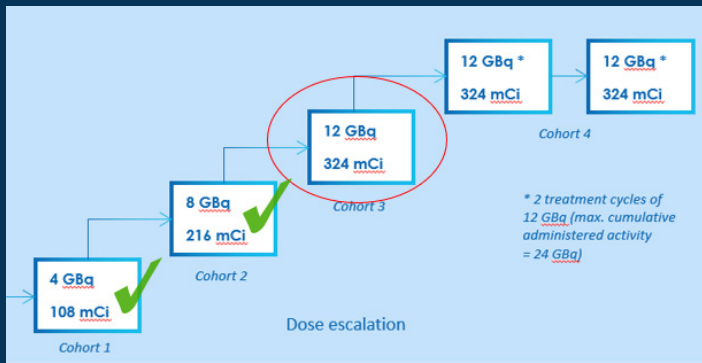 12 GBq *
324 mCi
12 GBq *
324 mCi
Cohort 4
12 GBq
324 mCi
Cohort 3
8 GBq
216 mCi
Cohort 2
* 2 treatment cycles of
12 GBq (max. cumulative
administered activity
= 24 GBq)
4 GBq
108 mCi
Cohort 1
Dose escalation